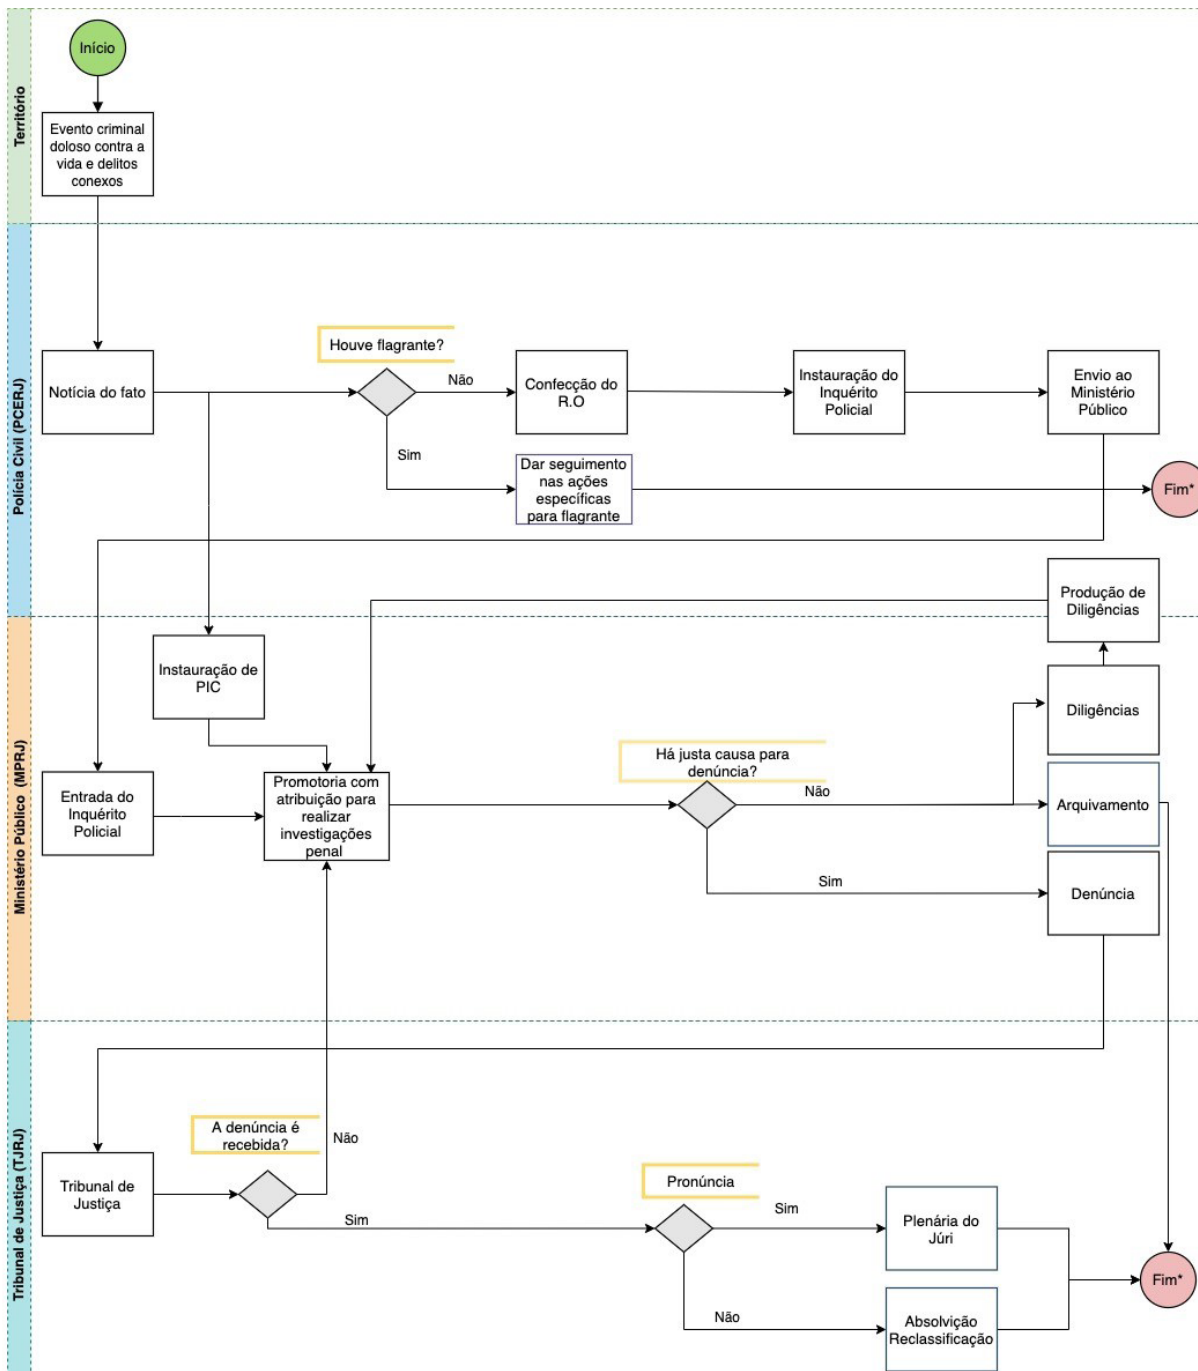 Território
Início
Evento criminal
doloso contra a
vida e delitos
conexos
Polícia Civil (PCERJ)
Notícia do fato
Houve flagrante?
Não
Sim
Confecção do
R.O
Instauração do
Inquérito
Policial
Envio ao
Ministério
Público
Dar seguimento
nas ações
específicas
para flagrante
Fim*
Produção de
Diligências
Ministério Público (MPRJ)
Instauração de
PIC
Entrada do
Inquérito
Policial
Promotoria com
atribuição para
realizar
investigações
penal
Há justa causa para
denúncia?
Não
Sim
Diligências
Arquivamento
Denúncia
Tribunal de Justiça (TJRJ)
Tribunal de
Justiça
A denúncia é
recebida?
Não
Sim
Pronúncia
Sim
Não
Plenária do
Júri
Absolvição
Reclassificação
Fim*